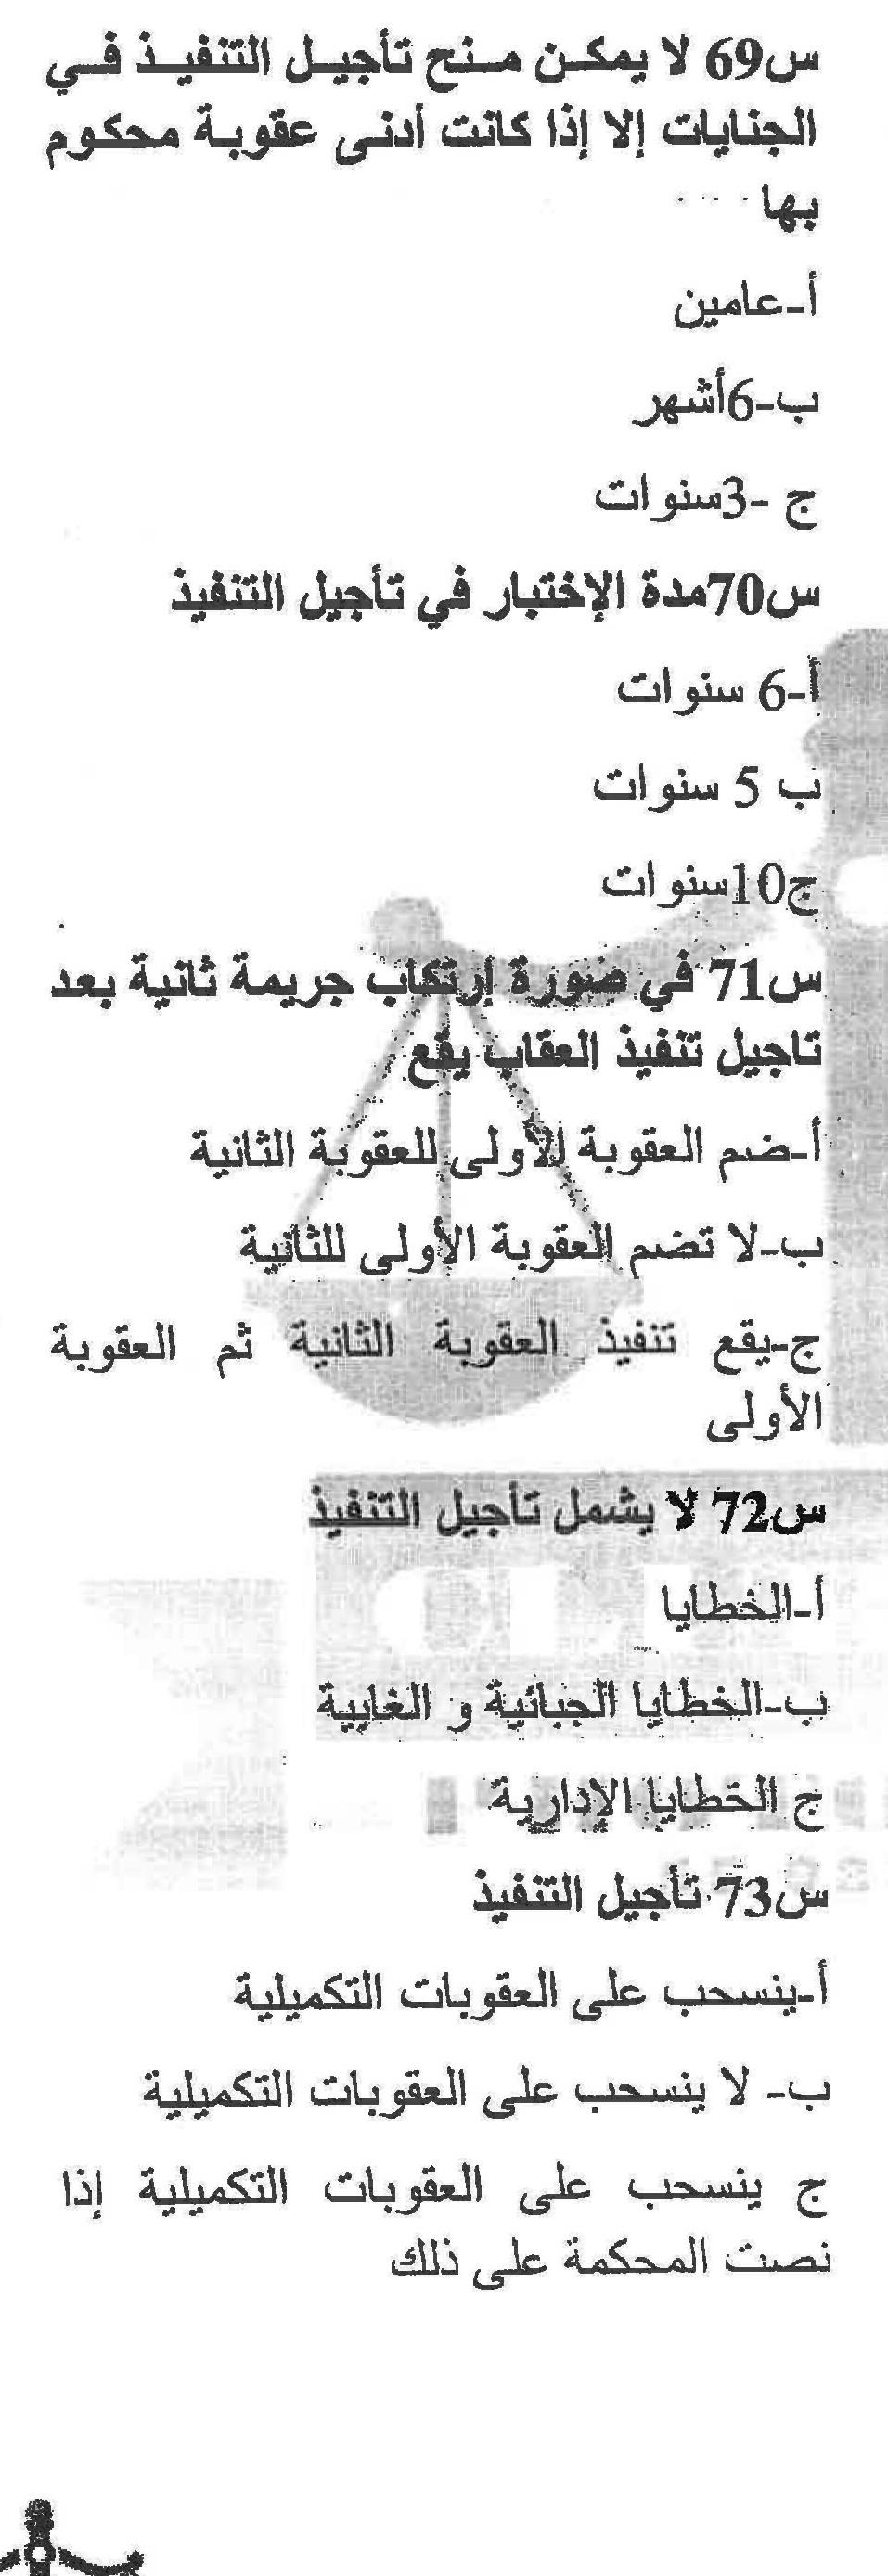 س69 لا يمكن منح تأجيل التنفيذ في
الجنايات إلا إذا كانت أدنى عقوبة محكوم
بها ....
أ-عامين
ب-6أشهر
ج -3سنوات
س70مدة الإختبار في تأجيل التنفيذ
أ-6 سنوات
ب 5 سنوات
ج10سنوات
س71 في صورة إرتكاب جريمة ثانية بعد
تاجيل تنفيذ العقاب يقع
أ-ضم العقوبة الأولى للعقوبة الثانية
ب-لا تضم العقوبة الأولى للثانية
ج-يقع تنفيذ العقوبة الثانية ثم العقوبة
الأولى
س72 لا يشمل تأجيل التنفيذ
أ-الخطايا
ب-الخطايا الجبائية و الغابية
ج الخطايا الإدارية
س73 تأجيل التنفيذ
أ-ينسحب على العقوبات التكميلية
ب- لا ينسحب على العقوبات التكميلية
ج ينسحب على العقوبات التكميلية إذا
نصت المحكمة على ذلك